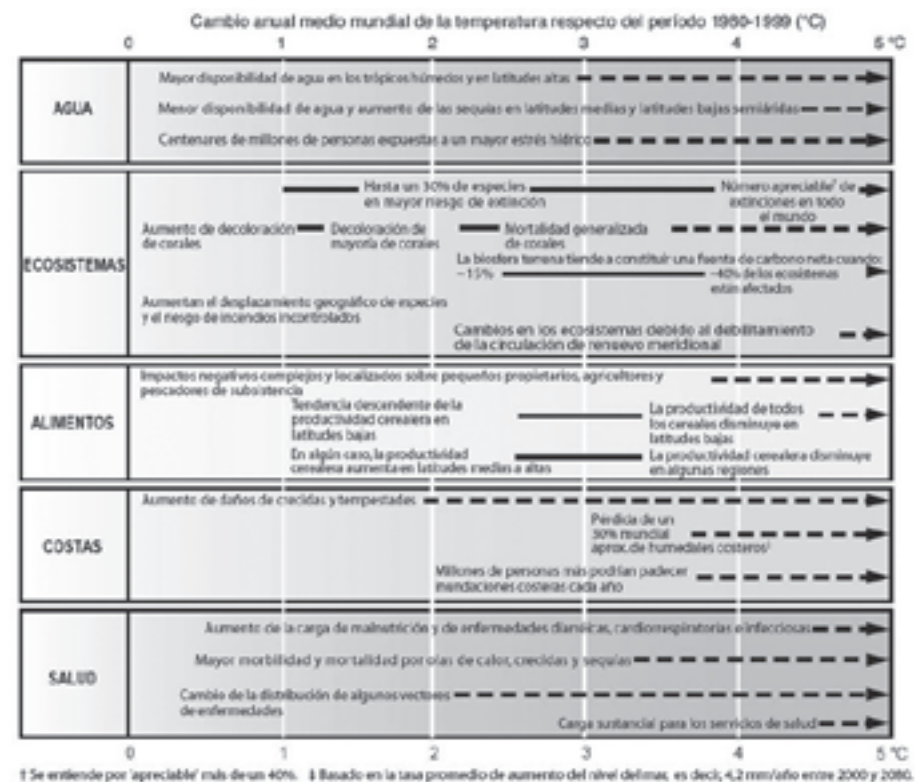 Cambio anual medio mundial de la temperatura respecto del período 1980-1999 (°C)
0 1 2 3 4 5 °C
AGUA
Mayor disponibilidad de agua en los trópicos húmedos y en latitudes altas
Menor disponibilidad de agua y aumento de las sequías en latitudes medias y latitudes bajas semiáridas
Centenares de millones de personas expuestas a un mayor estrés hídrico
ECOSISTEMAS
Hasta un 30% de especies
en mayor riesgo de extinción
Número apreciable† de
extinciones en todo
el mundo
Aumento de decoloración
de corales
Decoloración de
mayoría de corales
Mortalidad generalizada
de corales
La biosfera terrena tiende a constituir una fuente de carbono neta cuando:
~15%
~40% de los ecosistemas
están afectados
Aumentan el desplazamiento geográfico de especies
y el riesgo de incendios incontrolados
Cambios en los ecosistemas debido al debilitamiento
de la circulación de renuevo meridional
ALIMENTOS
Impactos negativos complejos y localizados sobre pequeños propietarios, agricultores y
pescadores de subsistencia
Tendencia descendente de la
productividad cerealera en
latitudes bajas
La productividad de todos
los cereales disminuye en
latitudes bajas
En algún caso, la productividad
cerealera aumenta en latitudes medias a altas
La productividad cerealera disminuye
en algunas regiones
COSTAS
Aumento de daños de crecidas y tempestades
Pérdida de un
30% mundial
aprox. de humedales costeros‡
Millones de personas más podrían padecer
inundaciones costeras cada año
SALUD
Aumento de la carga de malnutrición y de enfermedades diarreicas, cardiorrespiratorias e infecciosas
Mayor morbilidad y mortalidad por olas de calor, crecidas y sequías
Cambio de la distribución de algunos vectores
de enfermedades
Carga sustancial para los servicios de salud
0 1 2 3 4 5 °C
† Se entiende por 'apreciable' más de un 40%. ‡ Basado en la tasa promedio de aumento del nivel del mar, es decir, 4,2 mm/año entre 2000 y 2080.